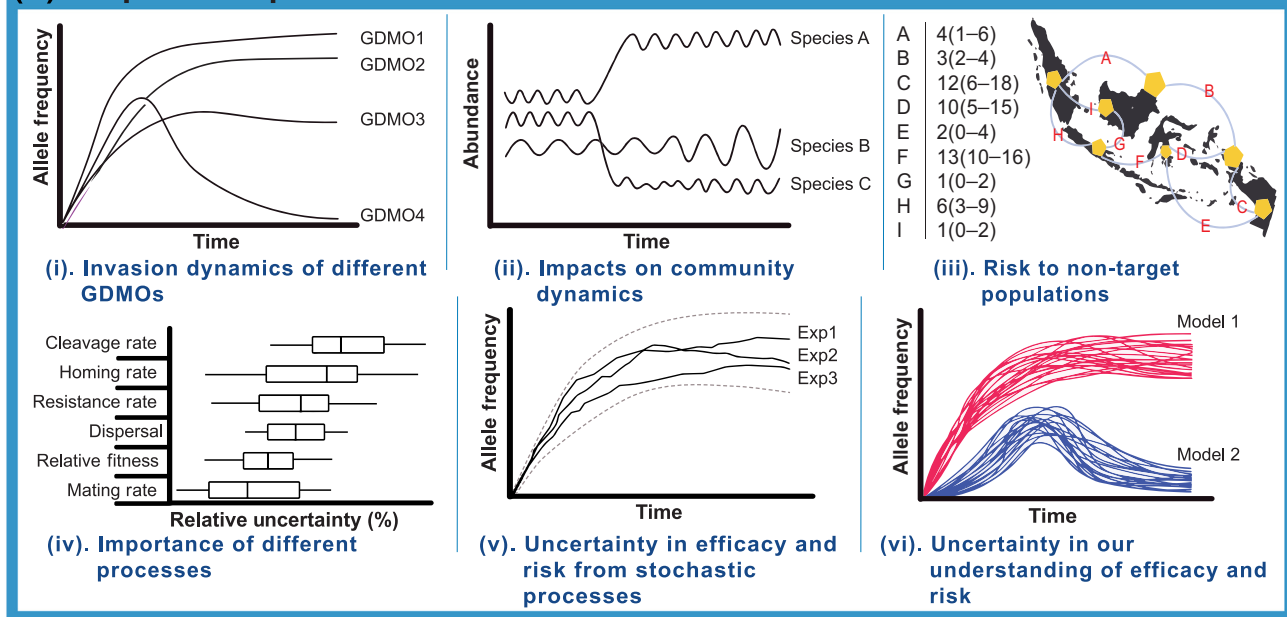 Allele frequency
GDMO1
GDMO2
GDMO3
GDMO4
Time
(i). Invasion dynamics of different
GDMOs
Abundance
Species A
Species B
Species C
Time
(ii). Impacts on community
dynamics
A 4(1–6)
B 3(2–4)
C 12(6–18)
D 10(5–15)
E 2(0–4)
F 13(10–16)
G 1(0–2)
H 6(3–9)
I 1(0–2)
A
B
I
H
G
F
D
C
E
(iii). Risk to non-target
populations
Cleavage rate
Homing rate
Resistance rate
Dispersal
Relative fitness
Mating rate
Relative uncertainty (%)
(iv). Importance of different
processes
Allele frequency
Exp1
Exp2
Exp3
Time
(v). Uncertainty in efficacy and
risk from stochastic
processes
Allele frequency
Model 1
Model 2
Time
(vi). Uncertainty in our
understanding of efficacy and
risk